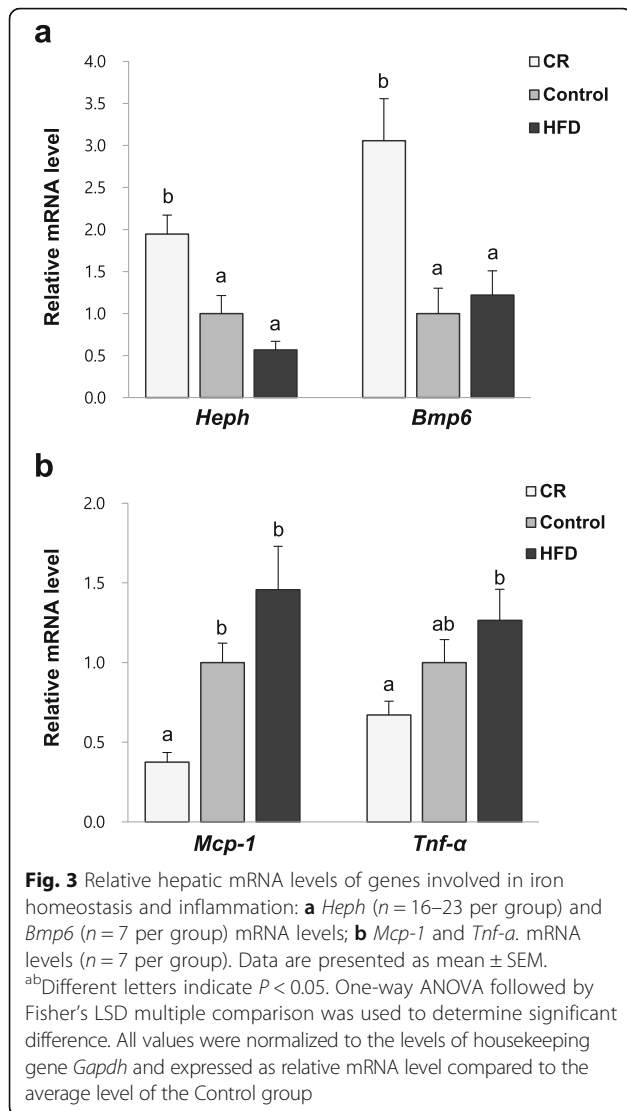 a
4.0
3.5
3.0
2.5
2.0
1.5
1.0
0.5
0.0
Relative mRNA level
CR
Control
HFD
b
a
a
b
a
a
Heph
Bmp6
b
2.0
1.5
1.0
0.5
0.0
Relative mRNA level
CR
Control
HFD
a
b
b
a
ab
b
Mcp-1
Tnf-α
Fig. 3 Relative hepatic mRNA levels of genes involved in iron
homeostasis and inflammation: a Heph (n = 16–23 per group) and
Bmp6 (n = 7 per group) mRNA levels; b Mcp-1 and Tnf-α. mRNA
levels (n = 7 per group). Data are presented as mean ± SEM.
abDifferent letters indicate P < 0.05. One-way ANOVA followed by
Fisher's LSD multiple comparison was used to determine significant
difference. All values were normalized to the levels of housekeeping
gene Gapdh and expressed as relative mRNA level compared to the
average level of the Control group